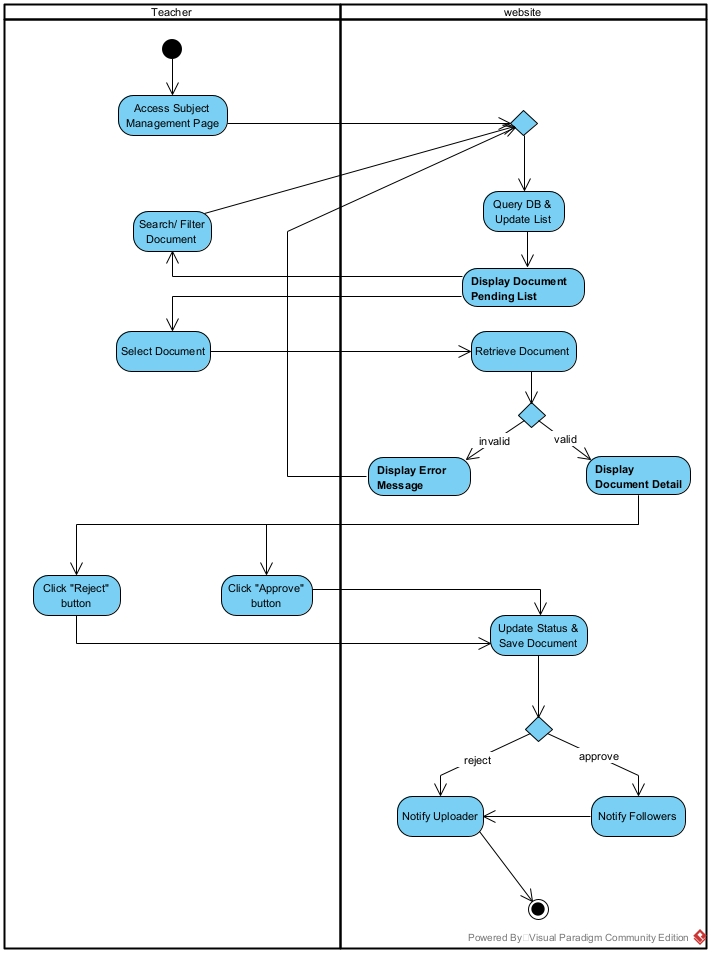 Teacher
website
Access Subject
Management Page
Search/ Filter
Document
Query DB &
Update List
Display Document
Pending List
Select Document
Retrieve Document
invalid
valid
Display Error
Message
Display
Document Detail
Click "Reject"
button
Click "Approve"
button
Update Status &
Save Document
reject
approve
Notify Uploader
Notify Followers
Powered By Visual Paradigm Community Edition